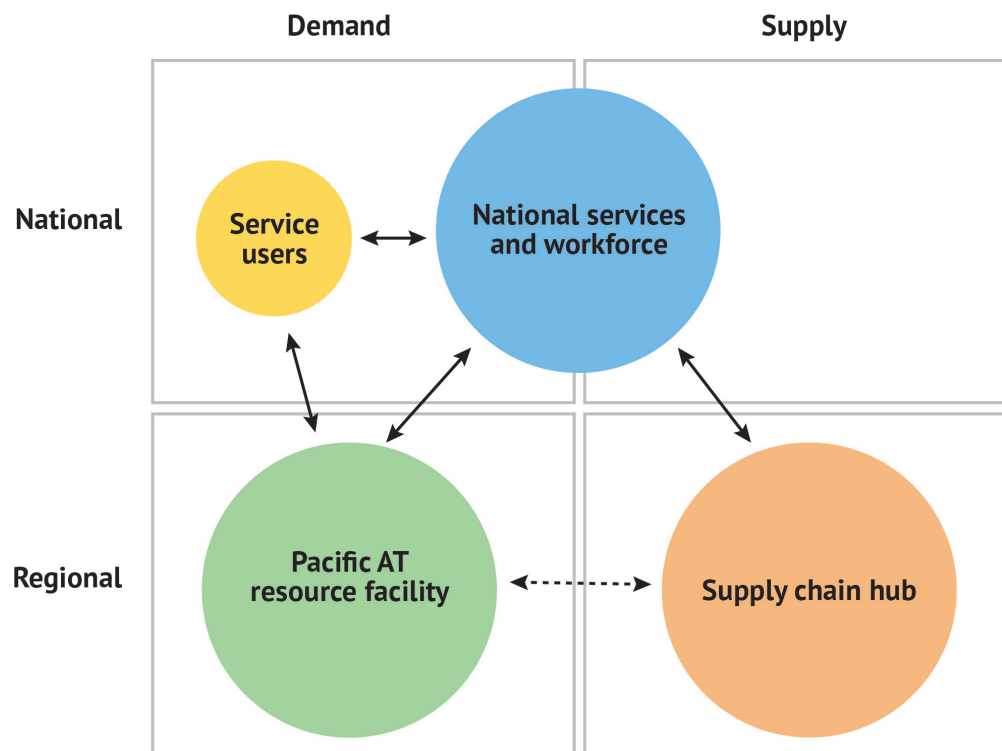 Demand
Supply
National
Service
users
National services
and workforce
Regional
Pacific AT
resource facility
Supply chain hub